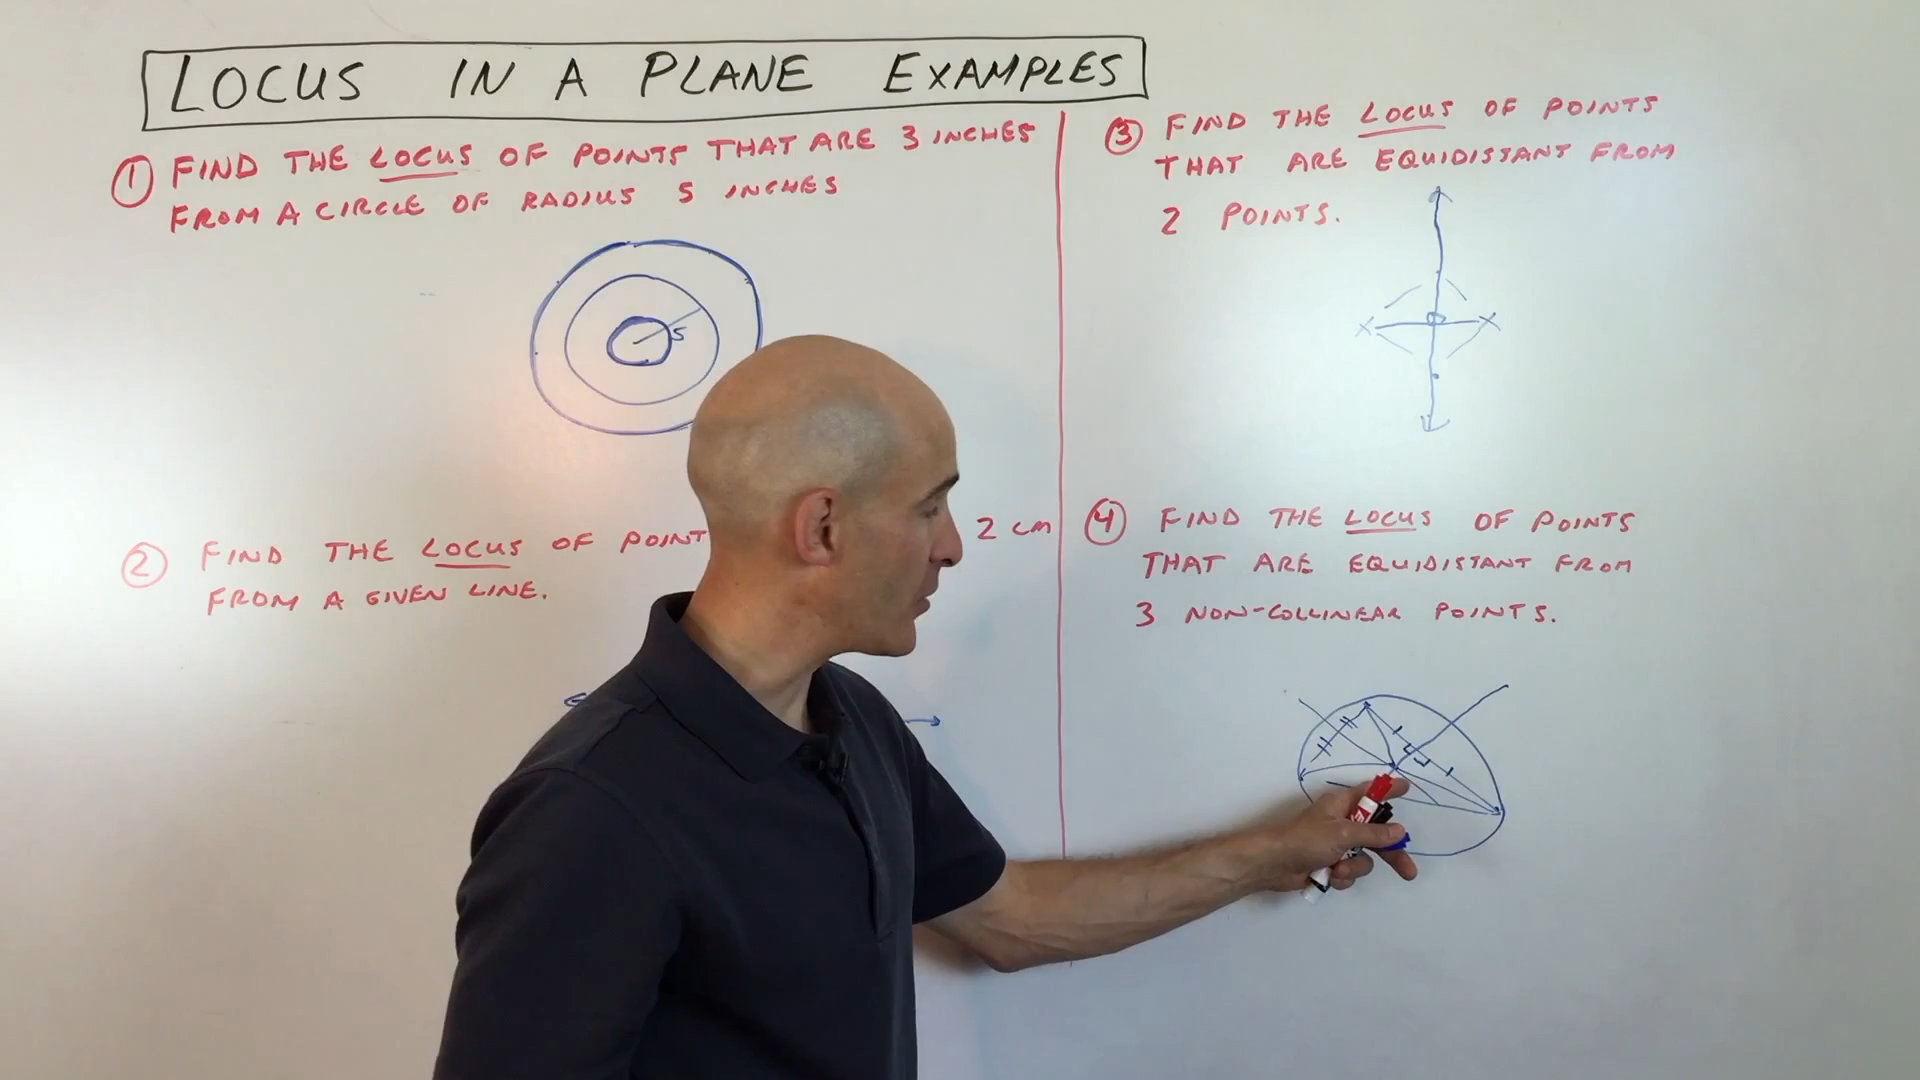 LOCUS IN A PLANE EXAMPLES
① FIND THE LOCUS OF POINTS THAT ARE 3 INCHES
FROM A CIRCLE OF RADIUS 5 INCHES
5
② FIND THE LOCUS OF POINT 2 CM
FROM A GIVEN LINE.
③ FIND THE LOCUS OF POINTS
THAT ARE EQUIDISTANT FROM
2 POINTS.
④ FIND THE LOCUS OF POINTS
THAT ARE EQUIDISTANT FROM
3 NON-COLLINEAR POINTS.